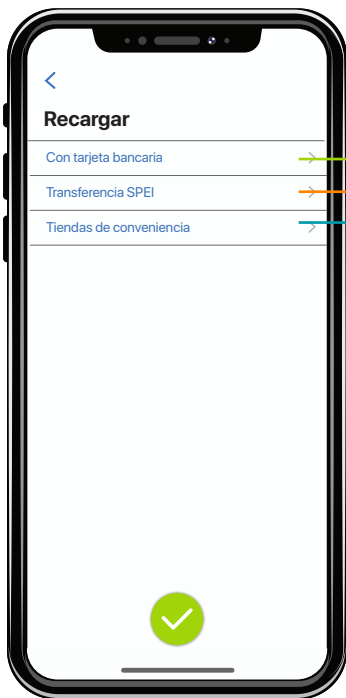 Recargar
Con tarjeta bancaria
Transferencia SPEI
Tiendas de conveniencia